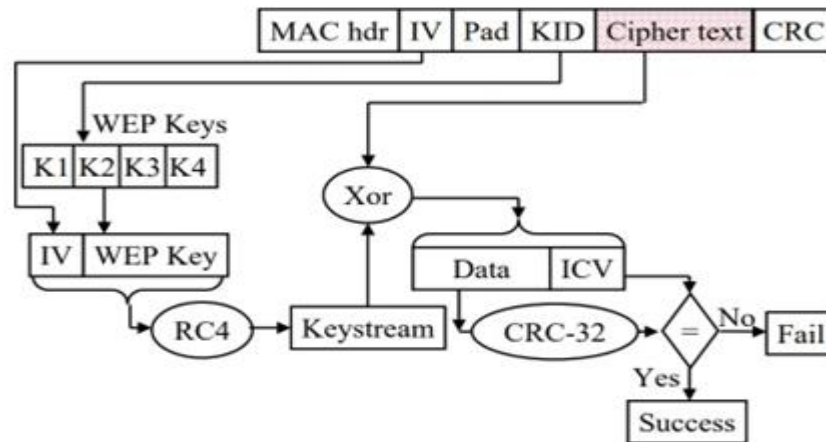 MAC hdr IV Pad KID Cipher text CRC
WEP Keys
K1 K2 K3 K4
Xor
IV WEP Key
Data ICV
RC4 Keystream CRC-32 = No Fail
Yes
Success